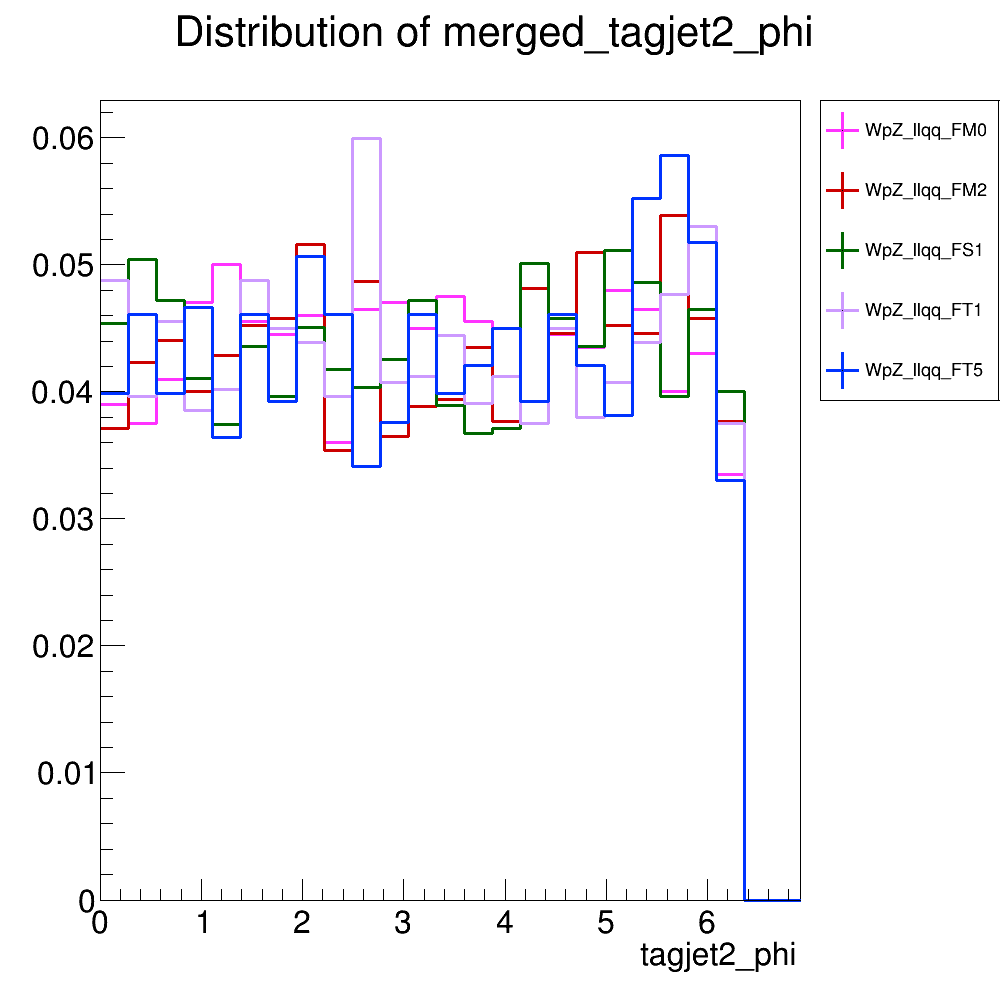 Distribution of merged_tagjet2_phi
0.06
0.05
0.04
0.03
0.02
0.01
0
0 1 2 3 4 5 6
tagjet2_phi
WpZ_llqq_FM0
WpZ_llqq_FM2
WpZ_llqq_FS1
WpZ_llqq_FT1
WpZ_llqq_FT5